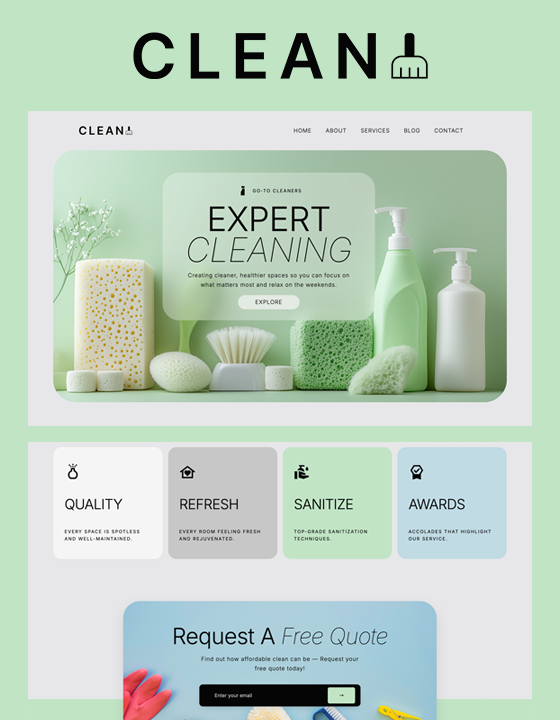 CLEAN
CLEAN
HOME ABOUT SERVICES BLOG CONTACT
GO-TO CLEANERS
EXPERT
CLEANING
Creating cleaner, healthier spaces so you can focus on
what matters most and relax on the weekends.
EXPLORE
QUALITY
EVERY SPACE IS SPOTLESS
AND WELL-MAINTAINED.
REFRESH
EVERY ROOM FEELING FRESH
AND REJUVENATED.
SANITIZE
TOP-GRADE SANITIZATION
TECHNIQUES.
AWARDS
ACCOLADES THAT HIGHLIGHT
OUR SERVICE.
Request A Free Quote
Find out how affordable clean can be — Request your
free quote today!
Enter your email →